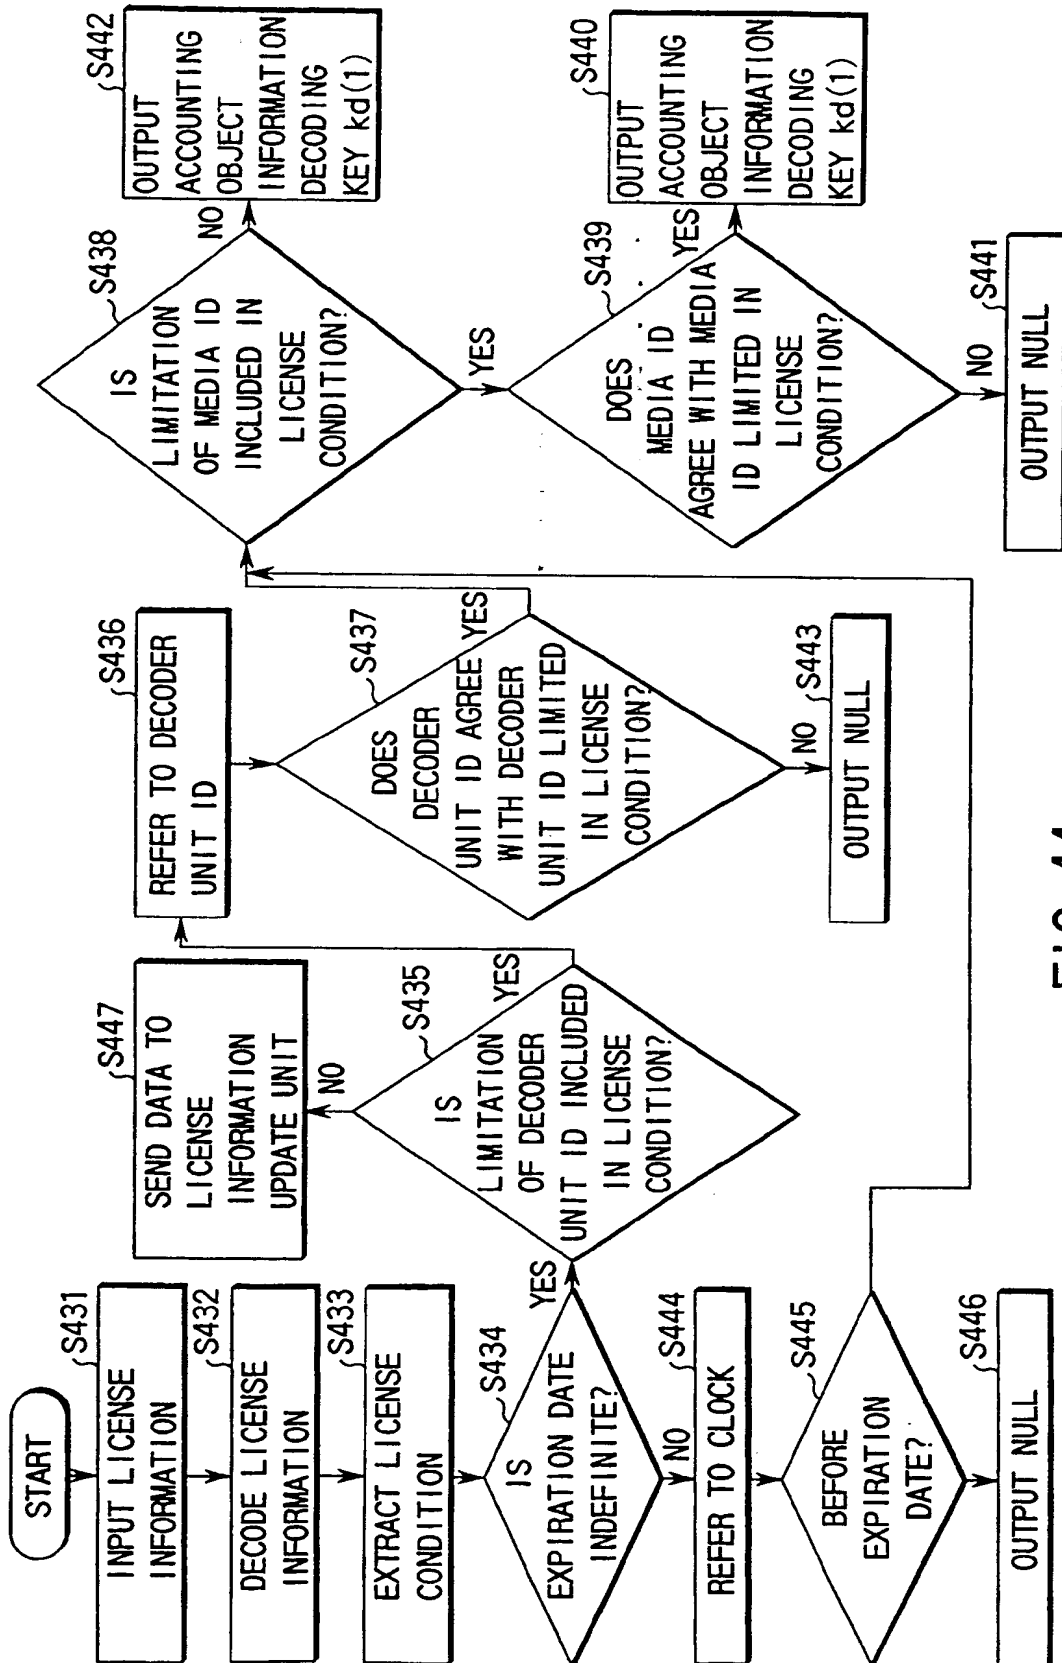 START
S431
INPUT LICENSE
INFORMATION
S432
DECODE LICENSE
INFORMATION
S433
EXTRACT LICENSE
CONDITION
S434
IS
EXPIRATION DATE
INDEFINITE?
YES
NO
S444
REFER TO CLOCK
S445
BEFORE
EXPIRATION
DATE?
S446
OUTPUT NULL
S447
SEND DATA TO
LICENSE
INFORMATION
UPDATE UNIT
NO
S435
IS
LIMITATION
OF DECODER
UNIT ID INCLUDED
IN LICENSE
CONDITION?
YES
S436
REFER TO DECODER
UNIT ID
S437
DOES
DECODER
UNIT ID AGREE
WITH DECODER
UNIT ID LIMITED
IN LICENSE
CONDITION?
YES
NO
S443
OUTPUT NULL
S438
IS
LIMITATION
OF MEDIA ID
INCLUDED IN
LICENSE
CONDITION?
NO
YES
S442
OUTPUT
ACCOUNTING
OBJECT
INFORMATION
DECODING
KEY kd(1)
S439
DOES
MEDIA ID
AGREE WITH MEDIA
ID LIMITED IN
LICENSE
CONDITION?
YES
NO
S440
OUTPUT
ACCOUNTING
OBJECT
INFORMATION
DECODING
KEY kd(1)
S441
OUTPUT NULL